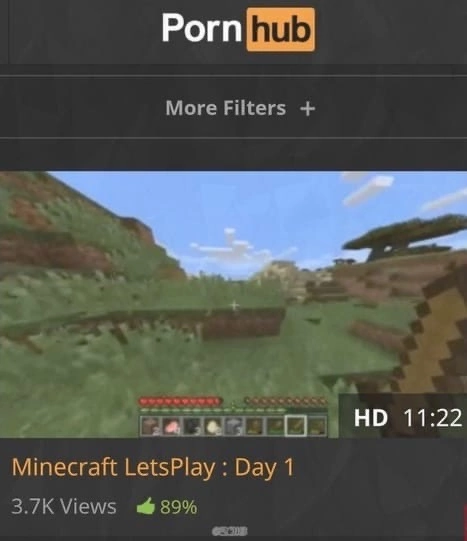 Porn hub
More Filters +
HD 11:22
Minecraft LetsPlay : Day 1
3.7K Views 89%